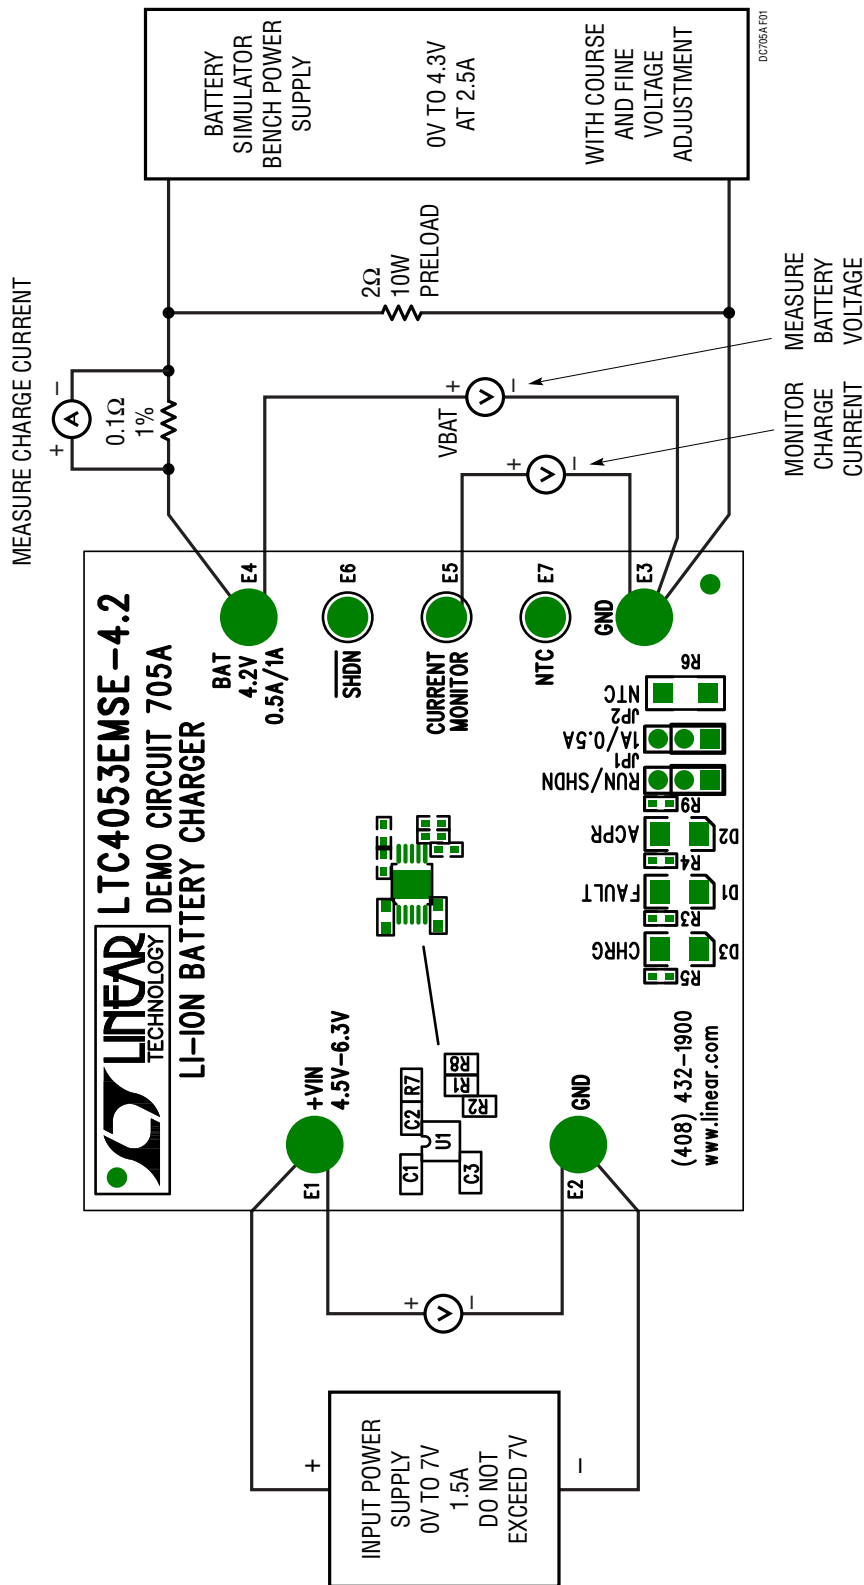 MEASURE CHARGE CURRENT
+
A
–
0.1Ω
1%
2Ω
10W
PRELOAD
BATTERY
SIMULATOR
BENCH POWER
SUPPLY
0V TO 4.3V
AT 2.5A
WITH COURSE
AND FINE
VOLTAGE
ADJUSTMENT
DC705A F01
VBAT
+
V
–
+
V
–
MEASURE
BATTERY
VOLTAGE
MONITOR
CHARGE
CURRENT
LINEAR
TECHNOLOGY
LTC4053EMSE-4.2
DEMO CIRCUIT 705A
LI-ION BATTERY CHARGER
BAT
4.2V
0.5A/1A
E4
SHDN
E6
CURRENT
MONITOR
E5
NTC
E7
GND
E3
+VIN
4.5V-6.3V
E1
GND
E2
C1
C2
R7
U1
C3
R1
R8
R2
R6
NTC
JP2
1A/0.5A
JP1
RUN/SHDN
R9
ACPR
D2
R4
FAULT
D1
R3
CHRG
D3
R5
(408) 432-1900
www.linear.com
+
V
–
+
INPUT POWER
SUPPLY
0V TO 7V
1.5A
DO NOT
EXCEED 7V
–